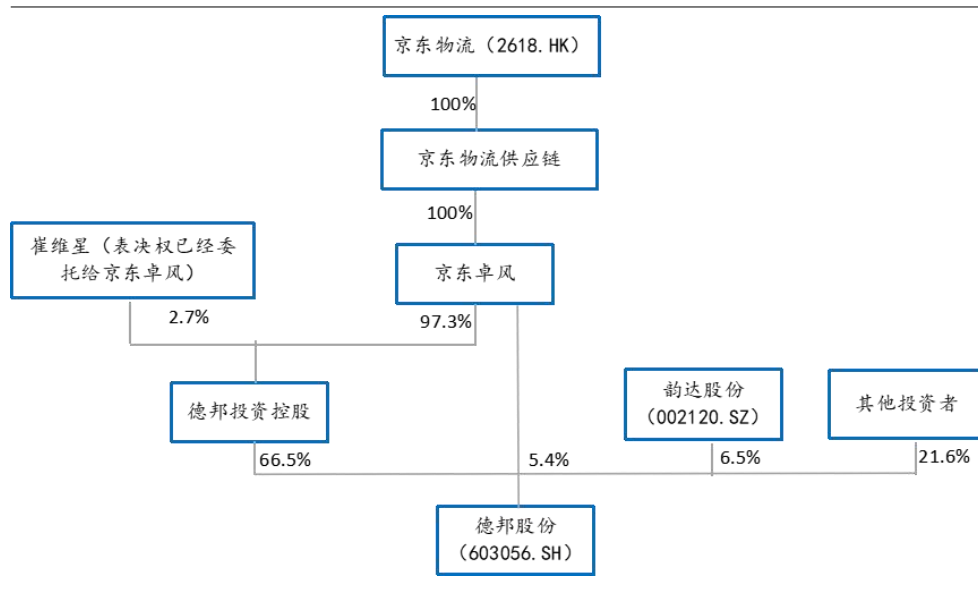 京东物流（2618.HK）
100%
京东物流供应链
100%
崔维星（表决权已经委
托给京东卓风）
京东卓风
2.7%
97.3%
德邦投资控股
韵达股份
(002120.SZ)
其他投资者
66.5%
5.4%
6.5%
21.6%
德邦股份
(603056.SH)